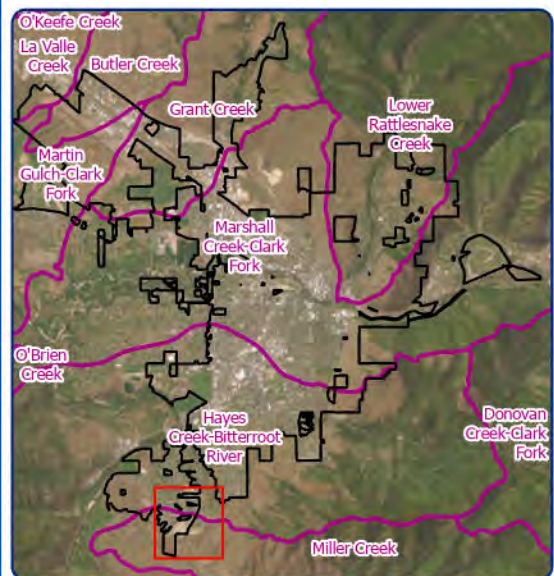 O'Keefe Creek
La Valle
Creek
Butler Creek
Grant Creek
Lower
Rattlesnake
Creek
Martin
Gulch-Clark
Fork
Marshall
Creek-Clark
Fork
O'Brien
Creek
Hayes
Creek-Bitterroot
River
Donovan
Creek-Clark
Fork
Miller Creek